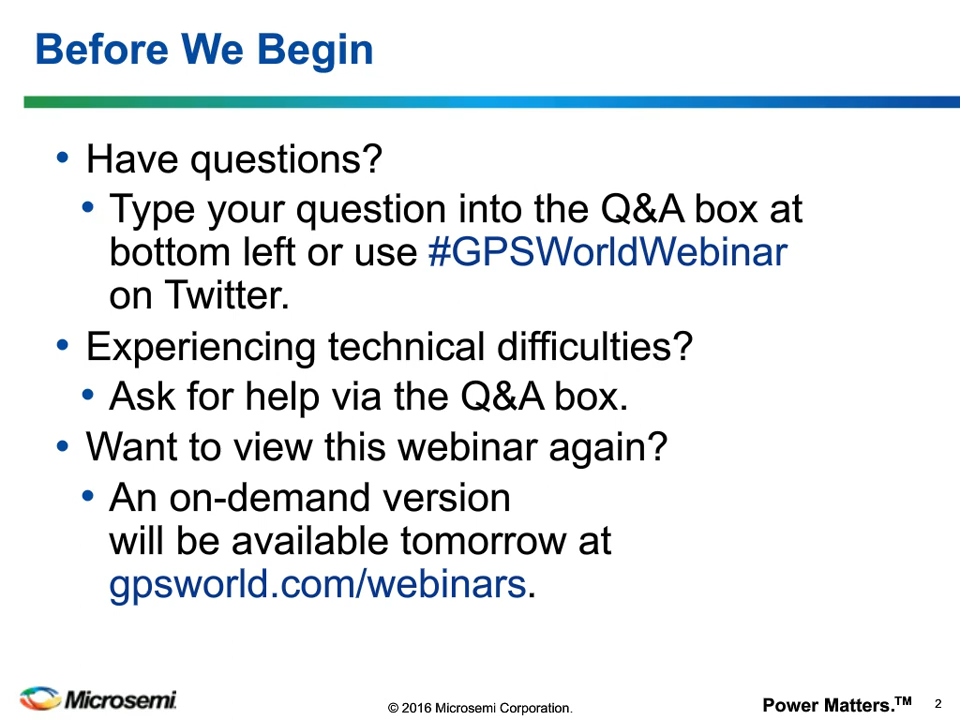 Before We Begin
• Have questions?
• Type your question into the Q&A box at
bottom left or use #GPSWorldWebinar
on Twitter.
• Experiencing technical difficulties?
• Ask for help via the Q&A box.
• Want to view this webinar again?
• An on-demand version
will be available tomorrow at
gpsworld.com/webinars.
Microsemi.
© 2016 Microsemi Corporation.
Power Matters.™
2